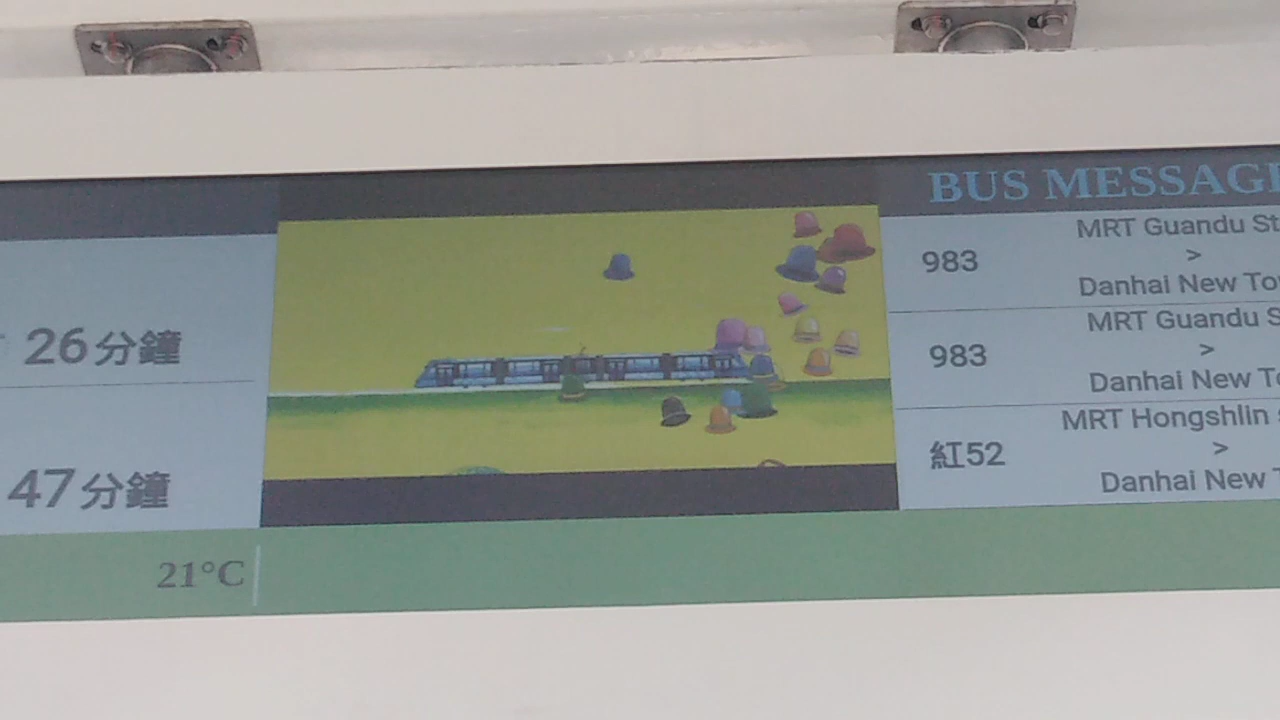 26分鐘
47分鐘
21°C
BUS MESSAG
983
MRT Guandu St
>
Danhai New To
983
MRT Guandu S
>
Danhai New To
紅52
MRT Hongshlin
>
Danhai New T